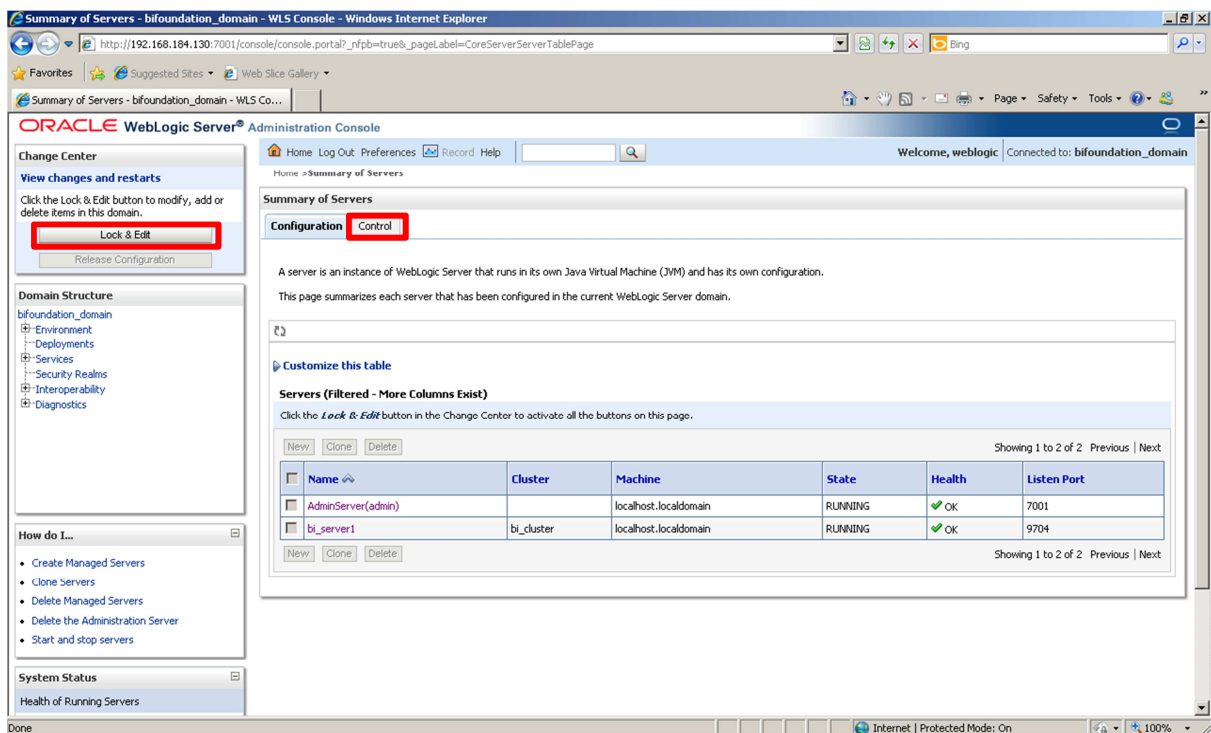 Summary of Servers - bifoundation_domain - WLS Console - Windows Internet Explorer
http://192.168.184.130:7001/console/console.portal?_nfpb=true&_pageLabel=CoreServerServerTablePage
Bing
Favorites Suggested Sites Web Slice Gallery
Summary of Servers - bifoundation_domain - WLS Co...
Page Safety Tools »
ORACLE WebLogic Server® Administration Console
Change Center
View changes and restarts
Click the Lock & Edit button to modify, add or
delete items in this domain.
Lock & Edit
Release Configuration
Domain Structure
bifoundation_domain
Environment
Deployments
Services
Security Realms
Interoperability
Diagnostics
How do I...
Create Managed Servers
Clone Servers
Delete Managed Servers
Delete the Administration Server
Start and stop servers
System Status
Health of Running Servers
Home Log Out Preferences Record Help
Welcome, weblogic Connected to: bifoundation_domain
Home >Summary of Servers
Summary of Servers
Configuration Control
A server is an instance of WebLogic Server that runs in its own Java Virtual Machine (JVM) and has its own configuration.
This page summarizes each server that has been configured in the current WebLogic Server domain.
Customize this table
Servers (Filtered - More Columns Exist)
Click the Lock & Edit button in the Change Center to activate all the buttons on this page.
New Clone Delete Showing 1 to 2 of 2 Previous | Next
Name Cluster Machine State Health Listen Port
AdminServer(admin) localhost.localdomain RUNNING OK 7001
bi_server1 bi_cluster localhost.localdomain RUNNING OK 9704
New Clone Delete Showing 1 to 2 of 2 Previous | Next
Done Internet | Protected Mode: On 100%